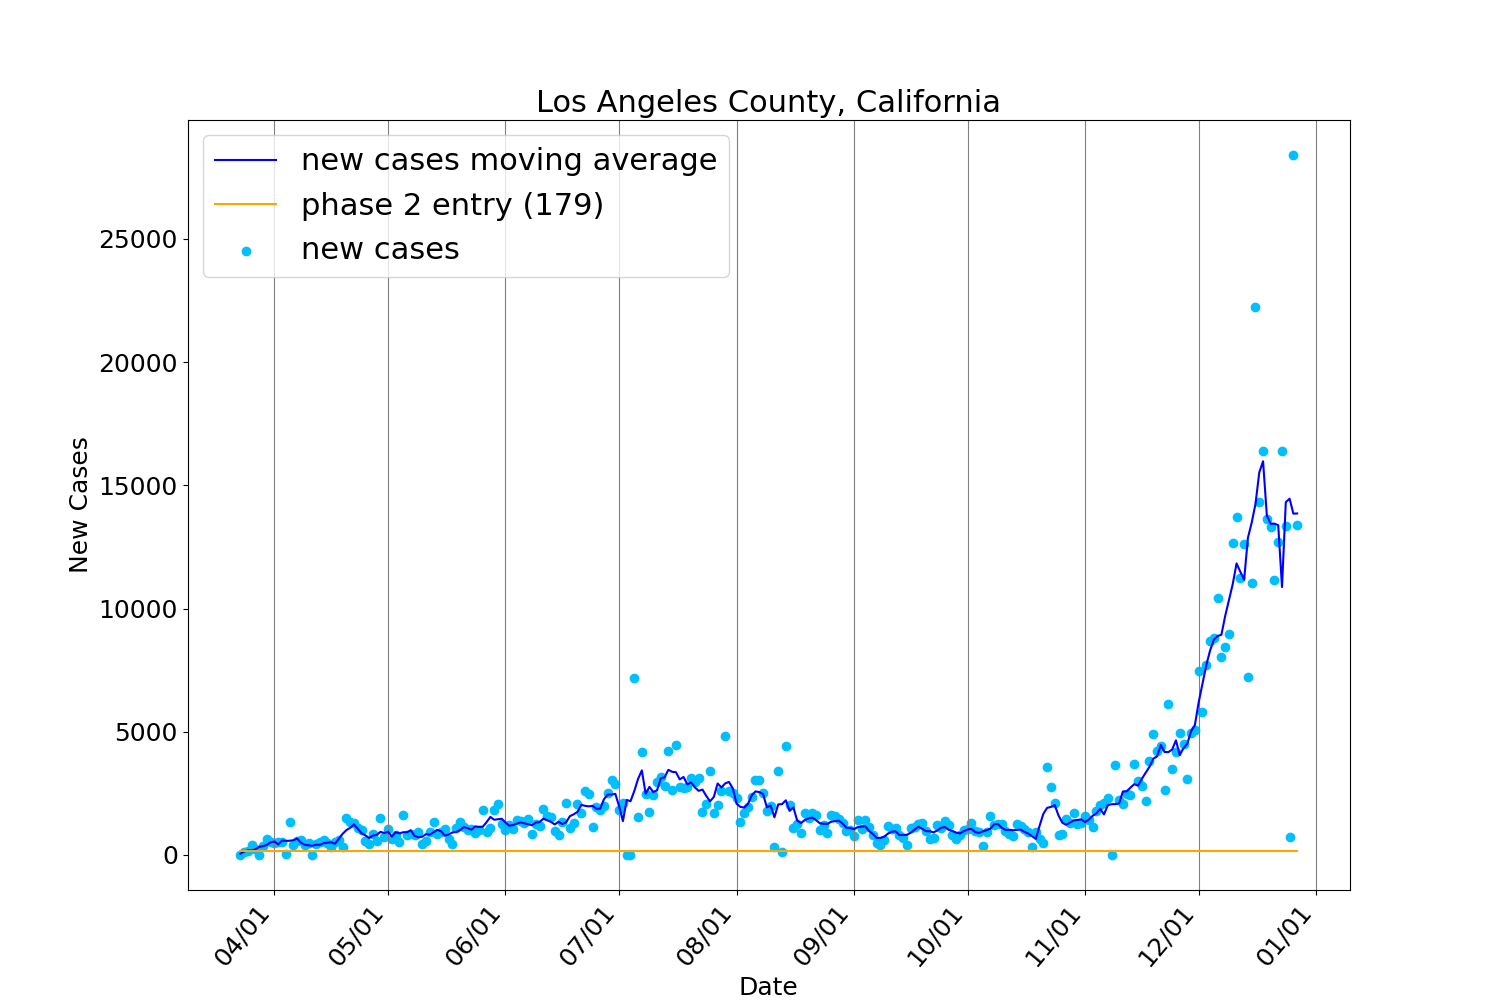 Los Angeles County, California
new cases moving average
phase 2 entry (179)
new cases
25000
20000
15000
10000
5000
0
New Cases
04/01
05/01
06/01
07/01
08/01
09/01
10/01
11/01
12/01
01/01
Date